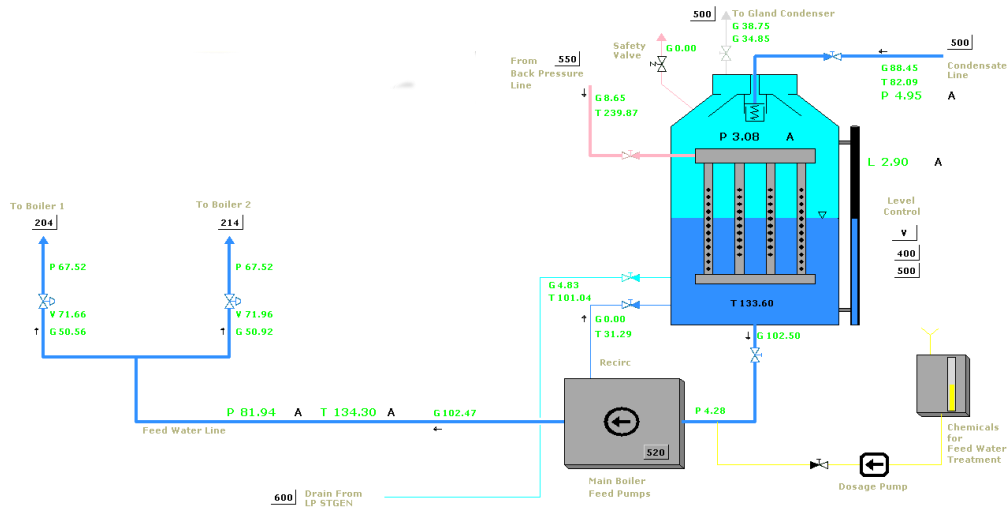 500
To Gland Condenser
G 38.75
G 34.85
Safety
Valve
G 0.00
From
Back Pressure
Line
550
G 8.65
T 239.87
500
Condensate
Line
G 88.45
T 82.09
P 4.95 A
P 3.08 A
L 2.90 A
Level
Control
V
400
500
To Boiler 1
204
To Boiler 2
214
P 67.52
P 67.52
V 71.66
G 50.56
V 71.96
G 50.92
G 4.83
T 101.04
T 133.60
G 0.00
T 31.29
G 102.50
Recirc
P 81.94 A T 134.30 A
G 102.47
P 4.28
Feed Water Line
520
Main Boiler
Feed Pumps
600
Drain From
LP STGEN
Dosage Pump
Chemicals
for
Feed Water
Treatment